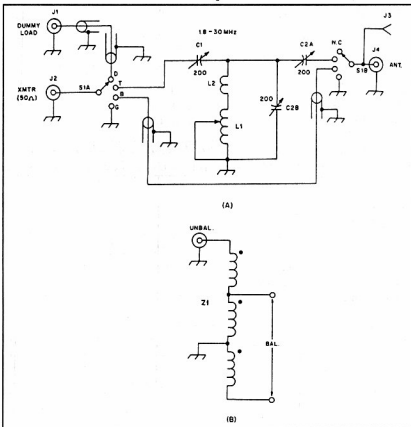 J1
DUMMY
LOAD
J2
XMTR
(50Ω)
S1A
D
T
B
G
1.8 - 30 MHz
C1
200
L2
L1
200
C2B
C2A
200
N.C.
S1B
J3
J4
ANT.
(A)
UNBAL.
Z1
BAL.
(B)